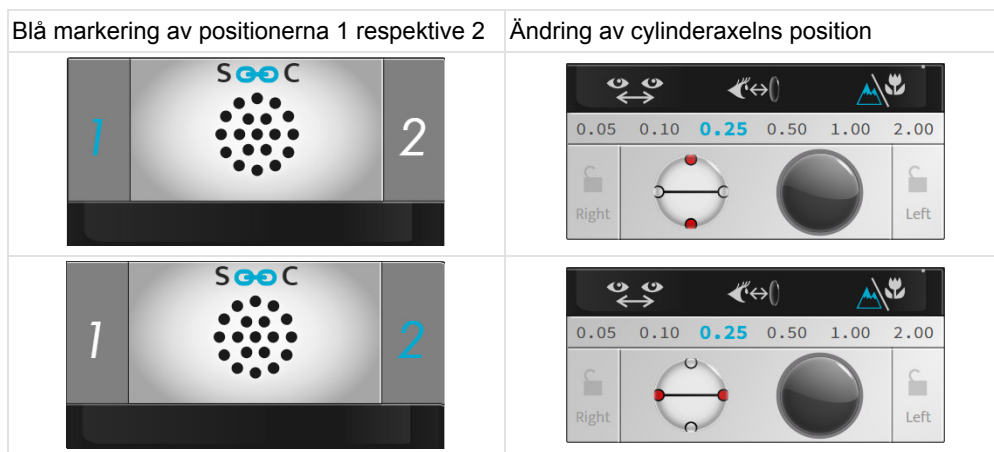 Blå markering av positionerna 1 respektive 2
Ändring av cylinderaxelns position
S C
1
2
0.05 0.10 0.25 0.50 1.00 2.00
Right
Left
S C
1
2
0.05 0.10 0.25 0.50 1.00 2.00
Right
Left